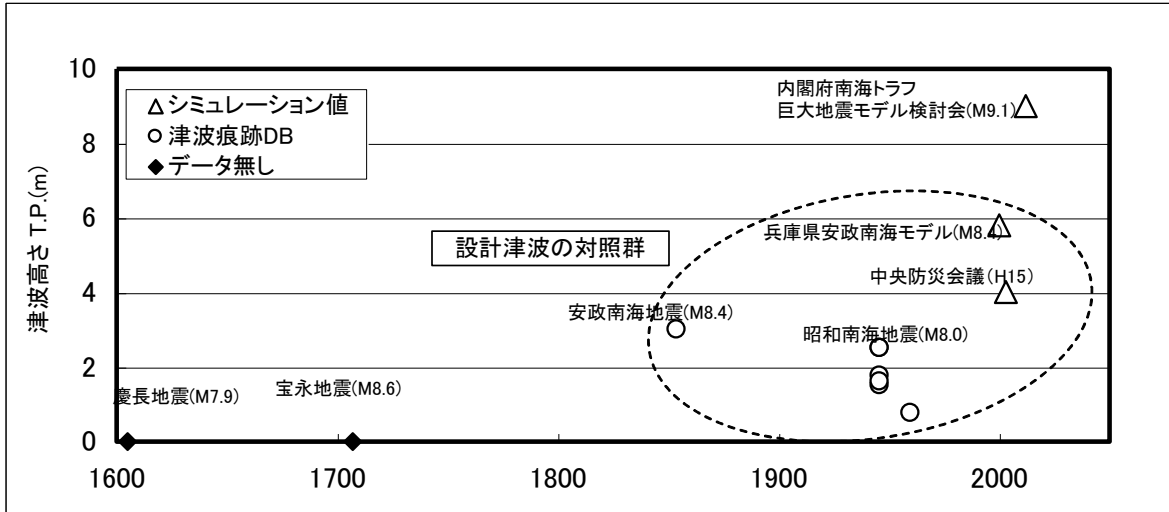 津波高さ T.P.(m)
10
8
6
4
2
0
△シミュレーション値
○津波痕跡DB
◆データ無し
内閣府南海トラフ
巨大地震モデル検討会(M9.1)
設計津波の対照群
兵庫県安政南海モデル(M8.4)
中央防災会議(H15)
安政南海地震(M8.4)
昭和南海地震(M8.0)
慶長地震(M7.9)
宝永地震(M8.6)
1600
1700
1800
1900
2000